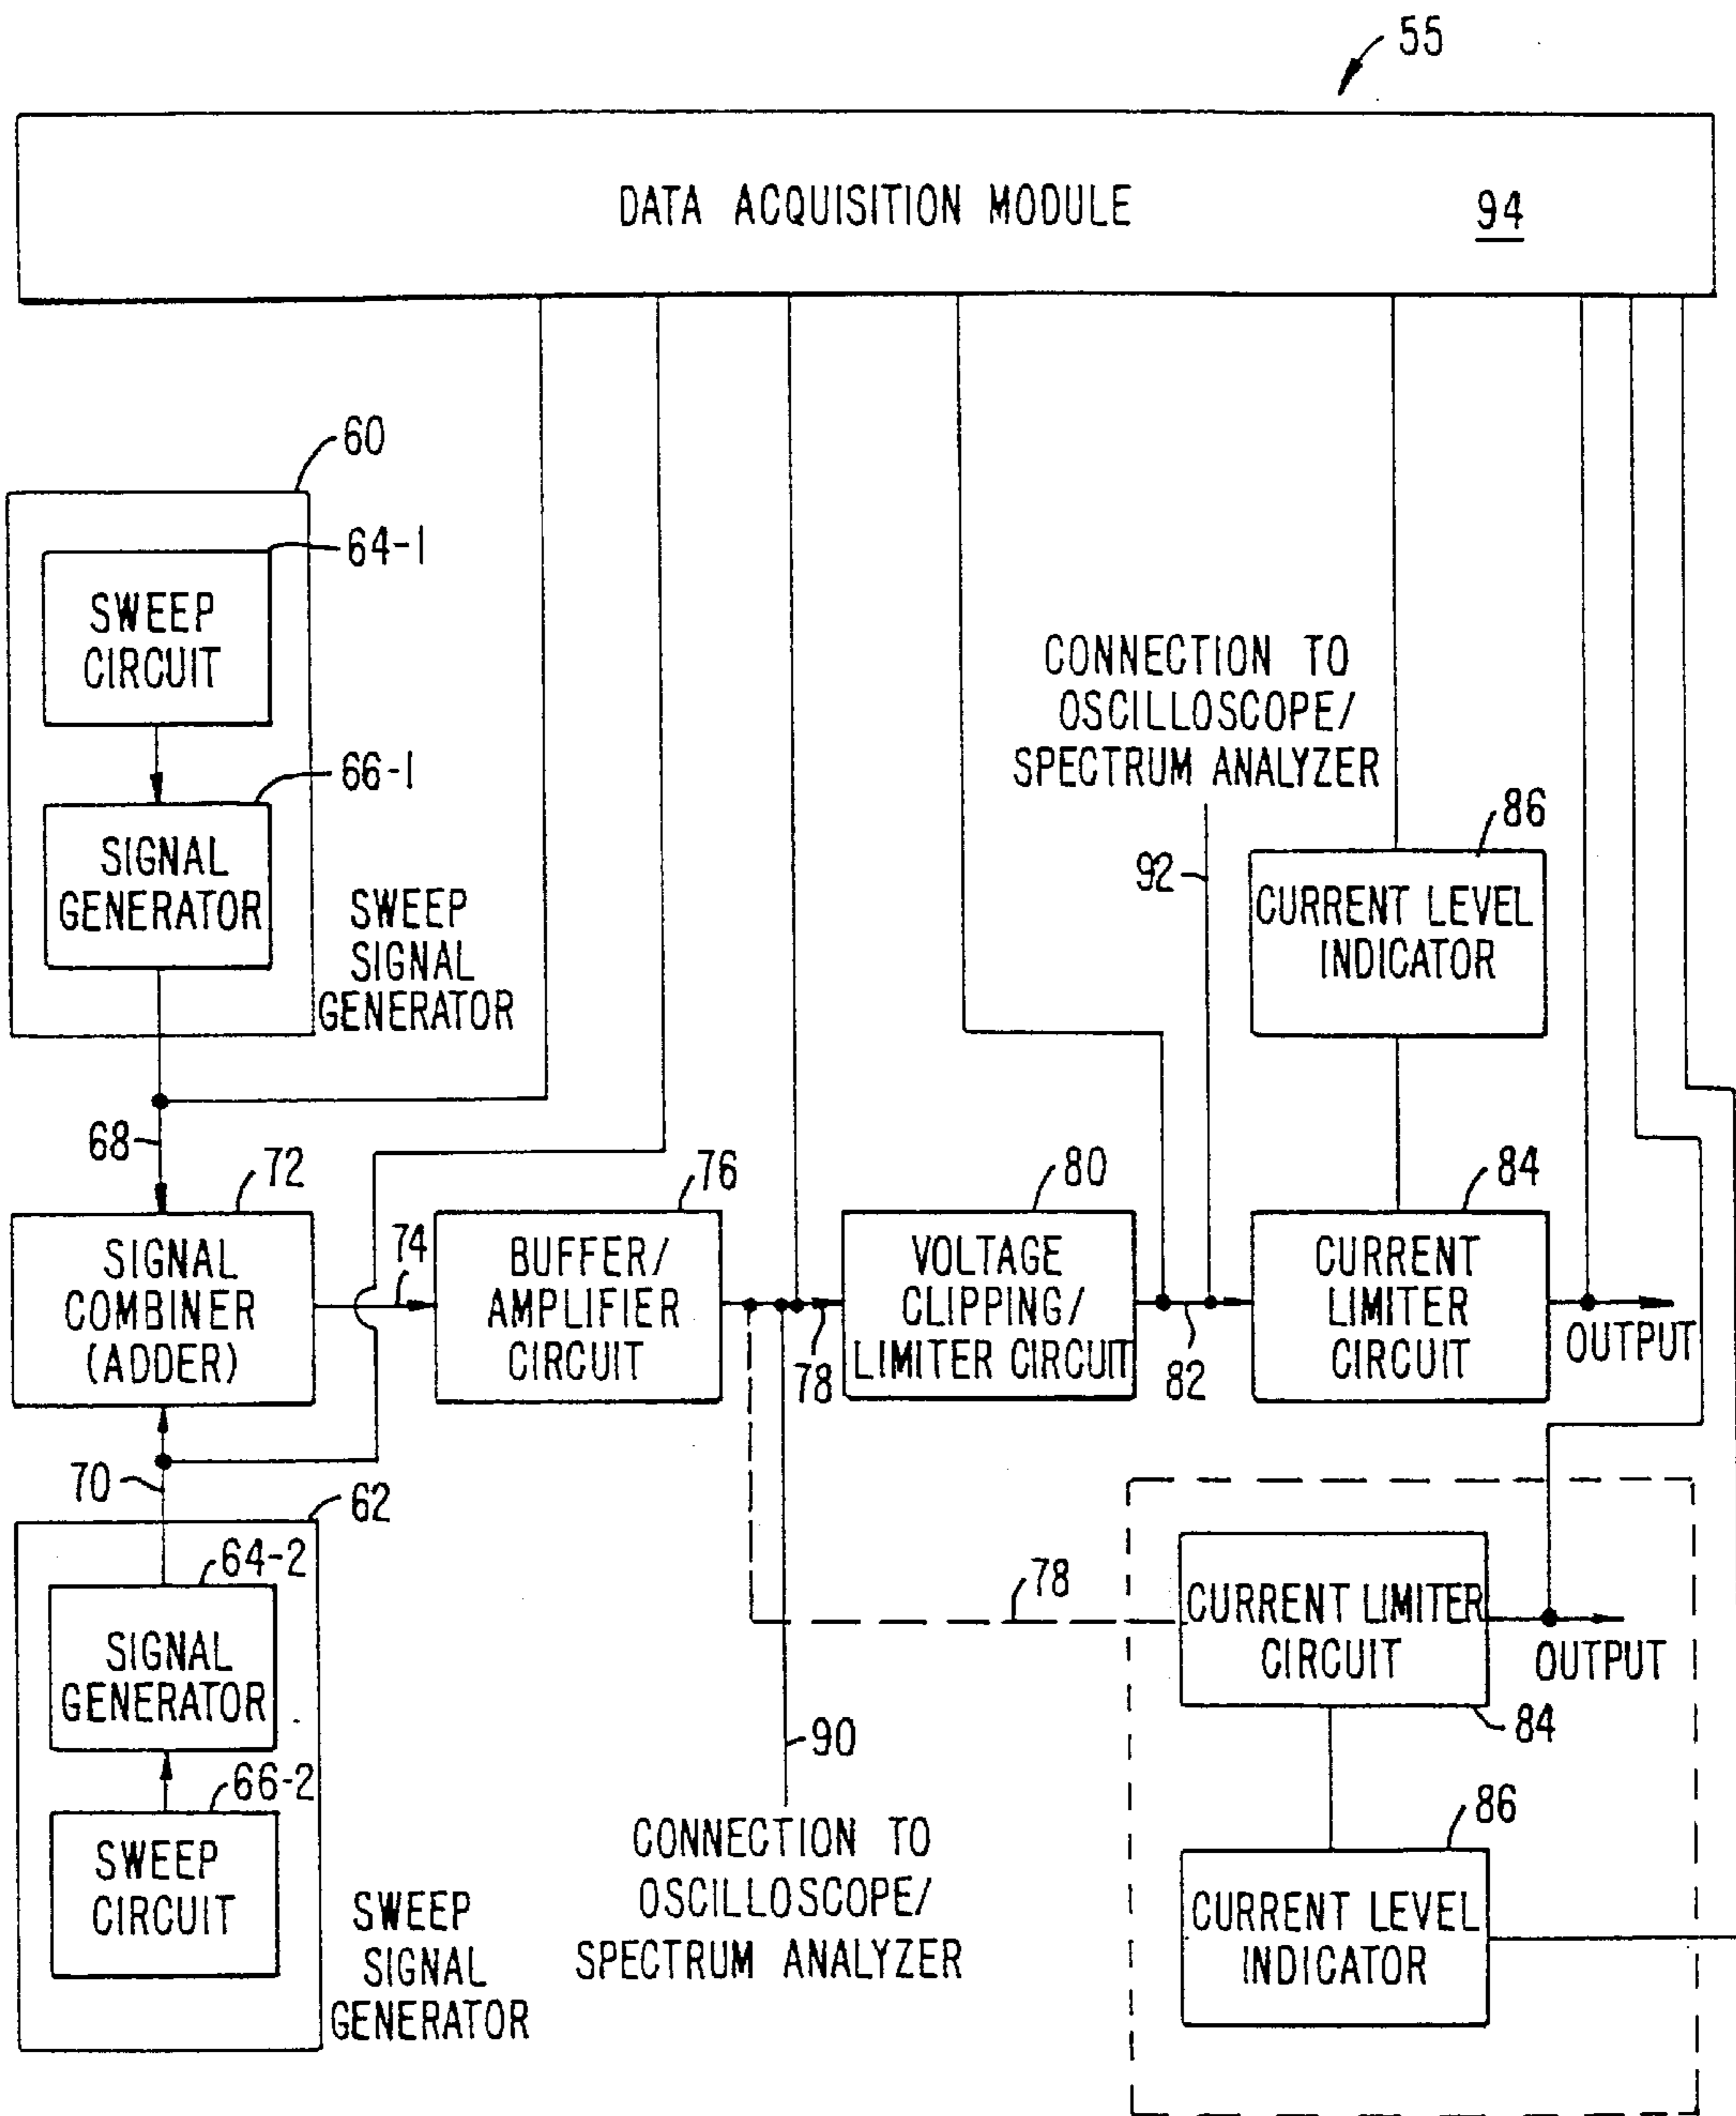 55
DATA ACQUISITION MODULE
94
60
64-1
SWEEP
CIRCUIT
66-1
SIGNAL
GENERATOR
SWEEP
SIGNAL
GENERATOR
CONNECTION TO
OSCILLOSCOPE/
SPECTRUM ANALYZER
92
86
CURRENT LEVEL
INDICATOR
68
72
SIGNAL
COMBINER
(ADDER)
74
76
BUFFER/
AMPLIFIER
CIRCUIT
78
80
VOLTAGE
CLIPPING/
LIMITER CIRCUIT
82
84
CURRENT
LIMITER
CIRCUIT
OUTPUT
70
62
64-2
SIGNAL
GENERATOR
66-2
SWEEP
CIRCUIT
SWEEP
SIGNAL
GENERATOR
78
90
CONNECTION TO
OSCILLOSCOPE/
SPECTRUM ANALYZER
CURRENT LIMITER
CIRCUIT
OUTPUT
84
86
CURRENT LEVEL
INDICATOR